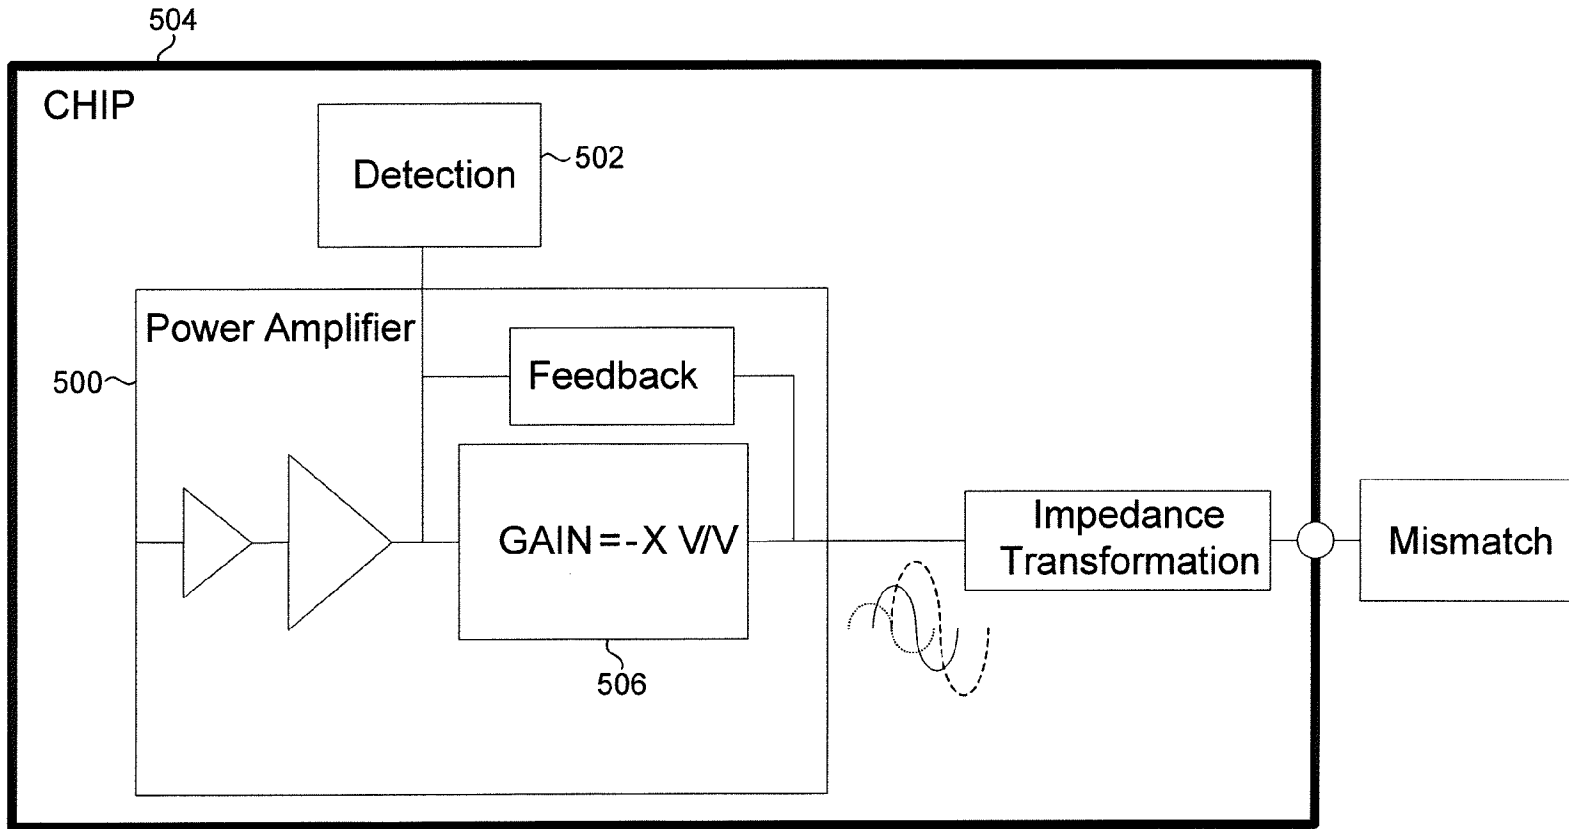 504
CHIP
Detection
502
Power Amplifier
500
Feedback
GAIN=-X V/V
506
Impedance
Transformation
Mismatch